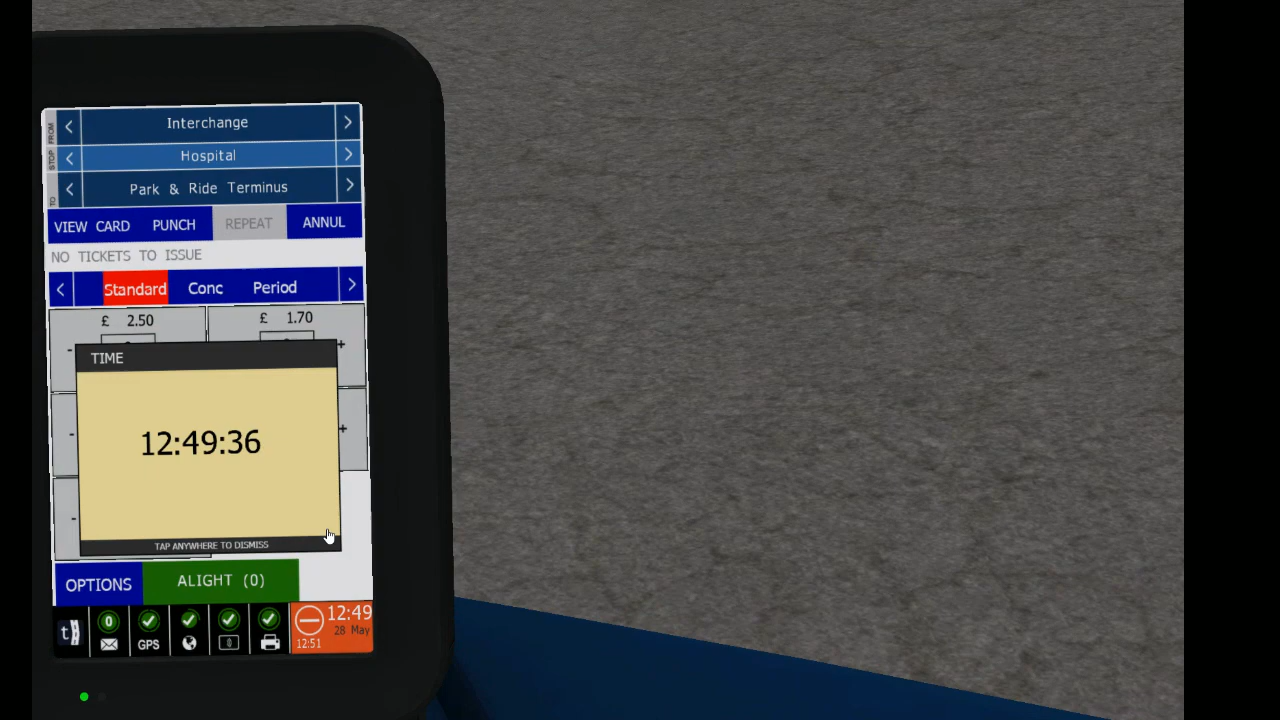 FROM
< Interchange >
STOP
< Hospital >
TO
< Park & Ride Terminus >
VIEW CARD PUNCH REPEAT ANNUL
NO TICKETS TO ISSUE
< Standard Conc Period >
£ 2.50 £ 1.70
- +
TIME
12:49:36
- +
-
TAP ANYWHERE TO DISMISS
OPTIONS ALIGHT (0)
0 12:49
28 May
t GPS 0 12:51